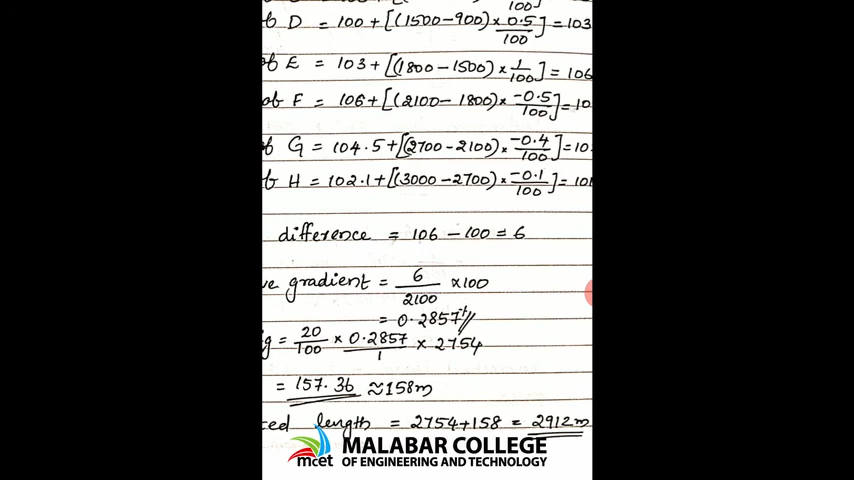 of D = 100 + [(1500-900) × 0.5/100] = 103
of E = 103 + [(1800-1500) × 1/100] = 106
of F = 106 + [(2100-1800) × -0.5/100] = 10
of G = 104.5 + [(2700-2100) × -0.4/100] = 10
of H = 102.1 + [(3000-2700) × -0.1/100] = 101
difference = 106 - 100 = 6
ve gradient = 6/2100 × 100
= 0.2857%
g = 20/100 × 0.2857/1 × 2754
= 157.36 ≈ 158m
ced length = 2754 + 158 = 2912m
mcet
MALABAR COLLEGE
OF ENGINEERING AND TECHNOLOGY